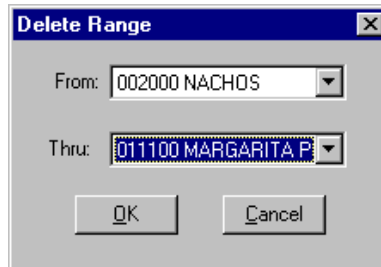 Delete Range
From: 002000 NACHOS
Thru: 011100 MARGARITA P
OK Cancel